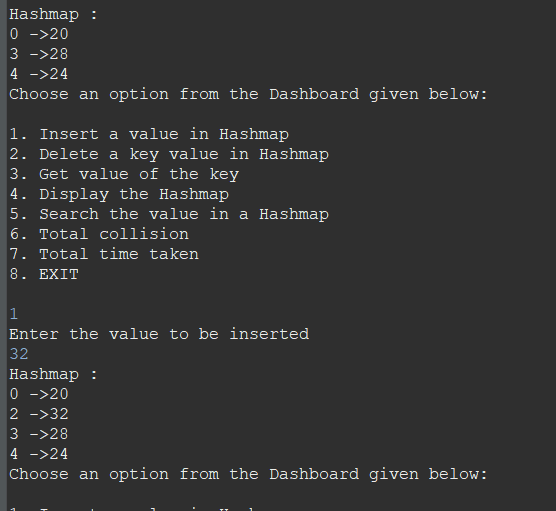 Hashmap :
0 ->20
3 ->28
4 ->24
Choose an option from the Dashboard given below:
1. Insert a value in Hashmap
2. Delete a key value in Hashmap
3. Get value of the key
4. Display the Hashmap
5. Search the value in a Hashmap
6. Total collision
7. Total time taken
8. EXIT
1
Enter the value to be inserted
32
Hashmap :
0 ->20
2 ->32
3 ->28
4 ->24
Choose an option from the Dashboard given below: